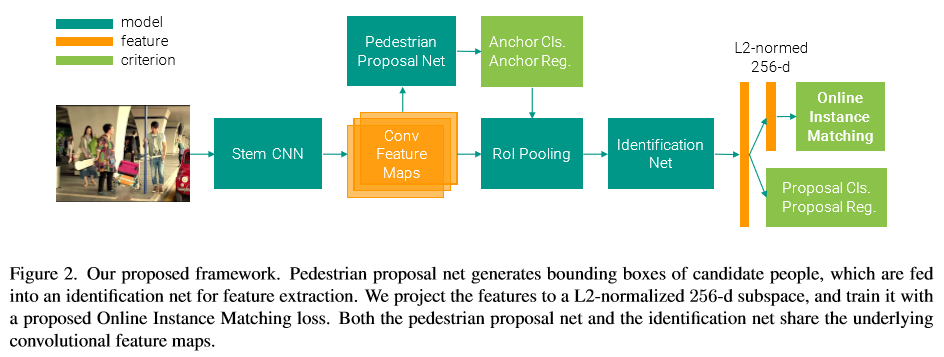 model
feature
criterion
Pedestrian
Proposal Net
Anchor Cls.
Anchor Reg.
L2-normed
256-d
Stem CNN
Conv
Feature
Maps
RoI Pooling
Identification
Net
Online
Instance
Matching
Proposal Cls.
Proposal Reg.
Figure 2. Our proposed framework. Pedestrian proposal net generates bounding boxes of candidate people, which are fed
into an identification net for feature extraction. We project the features to a L2-normalized 256-d subspace, and train it with
a proposed Online Instance Matching loss. Both the pedestrian proposal net and the identification net share the underlying
convolutional feature maps.